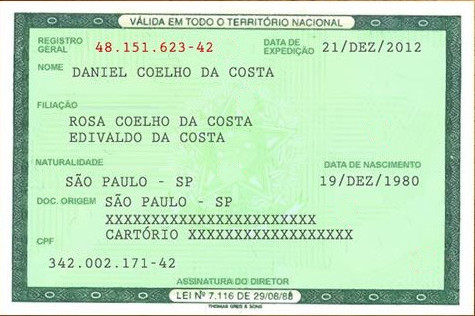 VÁLIDA EM TODO O TERRITÓRIO NACIONAL
REGISTRO GERAL 48.151.623-42 DATA DE EXPEDIÇÃO 21/DEZ/2012
NOME DANIEL COELHO DA COSTA
FILIAÇÃO
ROSA COELHO DA COSTA
EDIVALDO DA COSTA
NATURALIDADE DATA DE NASCIMENTO
SÃO PAULO - SP 19/DEZ/1980
DOC. ORIGEM SÃO PAULO - SP
XXXXXXXXXXXXXXXXXXXXXXX
CARTÓRIO XXXXXXXXXXXXXXXXXX
CPF
342.002.171-42
ASSINATURA DO DIRETOR
LEI Nº 7.116 DE 29/08/83
THOMAS GREG & SONS